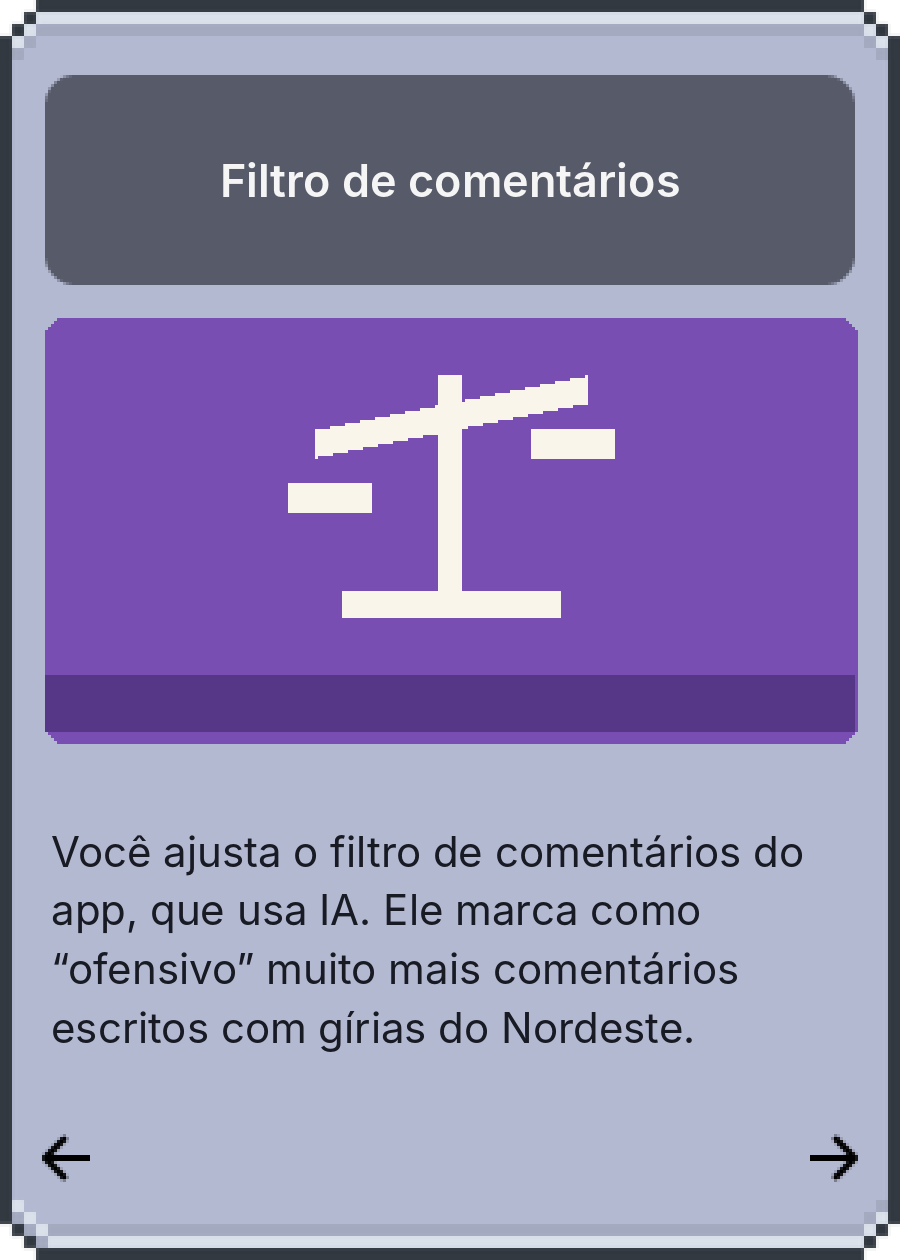 Filtro de comentários
Você ajusta o filtro de comentários do
app, que usa IA. Ele marca como
“ofensivo” muito mais comentários
escritos com gírias do Nordeste.